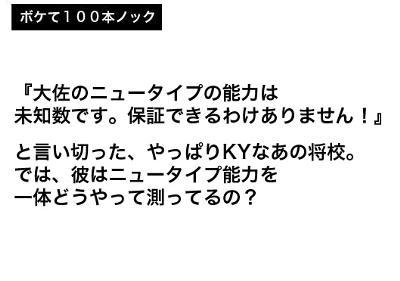 ボケて１００本ノック
『大佐のニュータイプの能力は
未知数です。保証できるわけありません！』
と言い切った、やっぱりKYなあの将校。
では、彼はニュータイプ能力を
一体どうやって測ってるの？